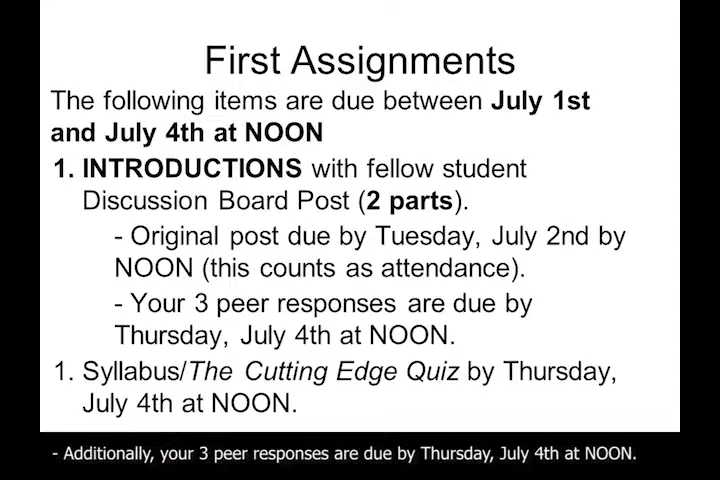 First Assignments
The following items are due between July 1st
and July 4th at NOON
1. INTRODUCTIONS with fellow student
Discussion Board Post (2 parts).
- Original post due by Tuesday, July 2nd by
NOON (this counts as attendance).
- Your 3 peer responses are due by
Thursday, July 4th at NOON.
1. Syllabus/The Cutting Edge Quiz by Thursday,
July 4th at NOON.
- Additionally, your 3 peer responses are due by Thursday, July 4th at NOON.